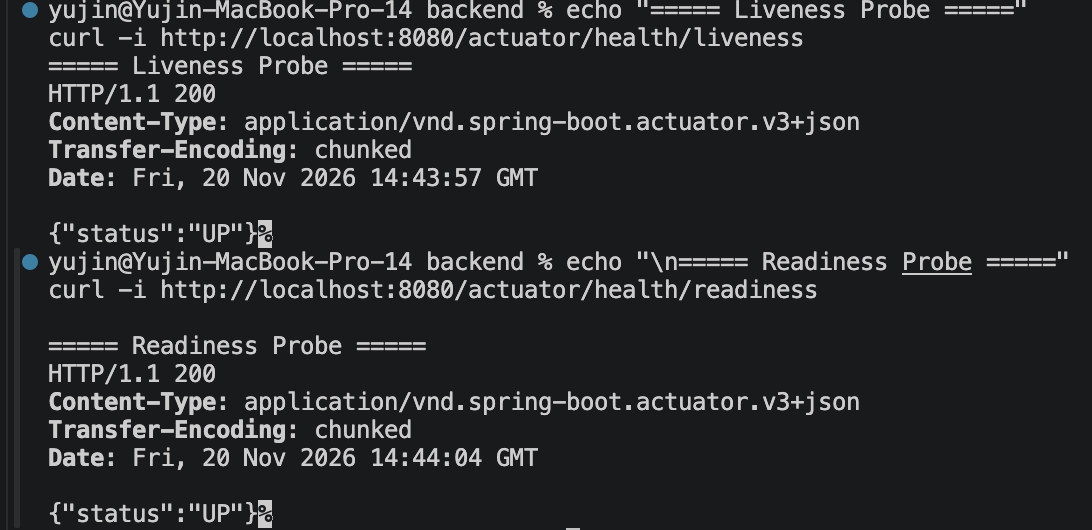 yujin@Yujin-MacBook-Pro-14 backend % echo "===== Liveness Probe ====="
curl -i http://localhost:8080/actuator/health/liveness
===== Liveness Probe =====
HTTP/1.1 200
Content-Type: application/vnd.spring-boot.actuator.v3+json
Transfer-Encoding: chunked
Date: Fri, 20 Nov 2026 14:43:57 GMT
{"status":"UP"}%
yujin@Yujin-MacBook-Pro-14 backend % echo "\n===== Readiness Probe ====="
curl -i http://localhost:8080/actuator/health/readiness
===== Readiness Probe =====
HTTP/1.1 200
Content-Type: application/vnd.spring-boot.actuator.v3+json
Transfer-Encoding: chunked
Date: Fri, 20 Nov 2026 14:44:04 GMT
{"status":"UP"}%